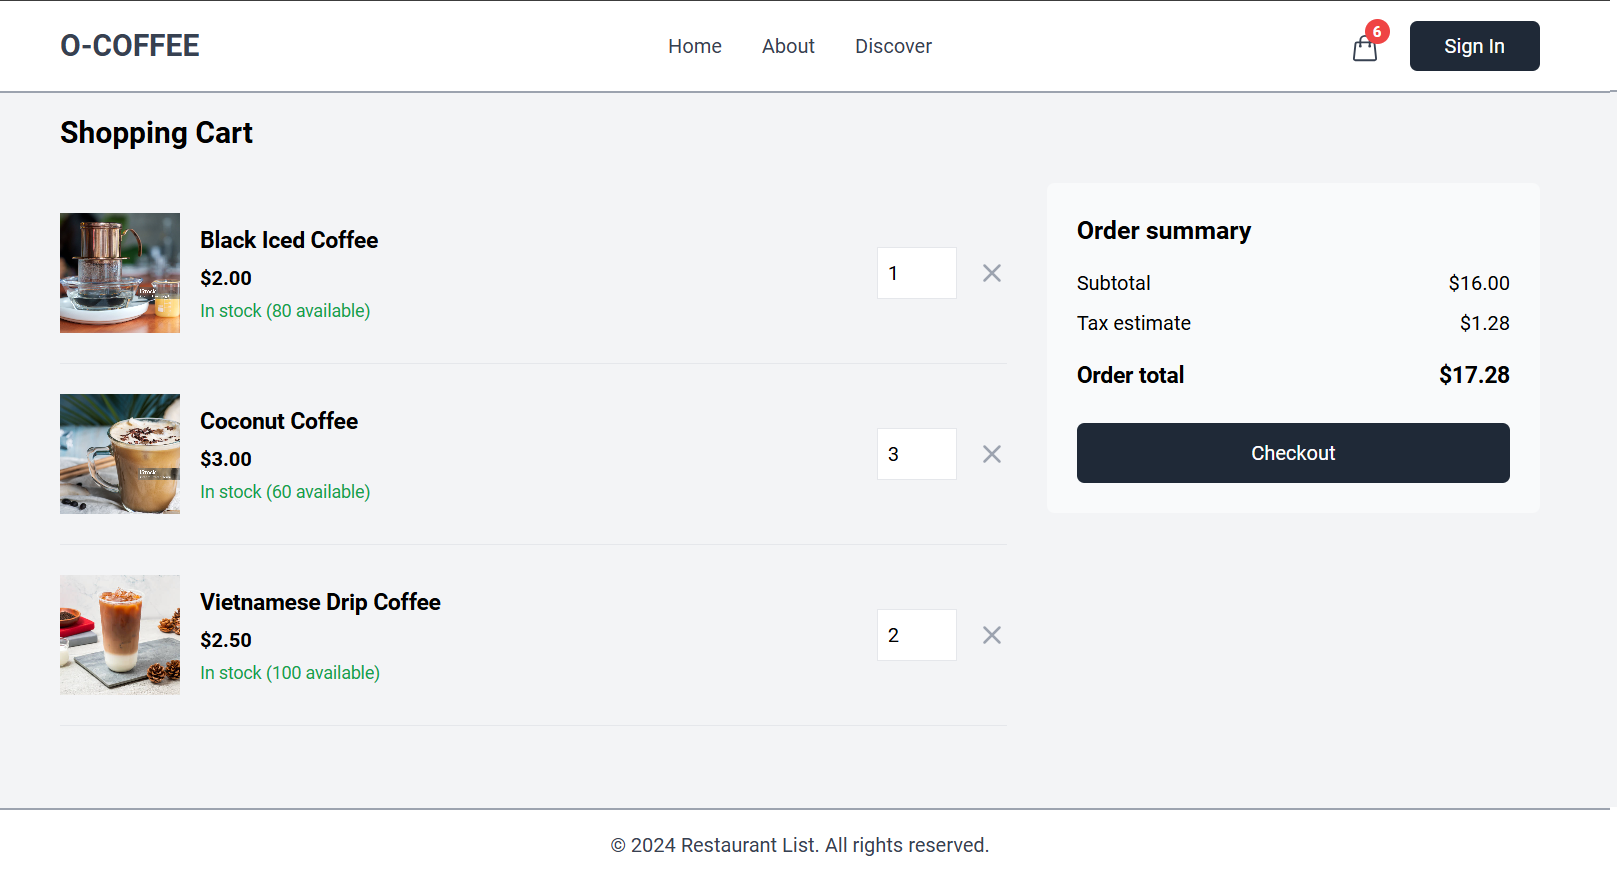 O-COFFEE
Home About Discover
6
Sign In
Shopping Cart
Black Iced Coffee
$2.00
In stock (80 available)
1
Coconut Coffee
$3.00
In stock (60 available)
3
Vietnamese Drip Coffee
$2.50
In stock (100 available)
2
Order summary
Subtotal $16.00
Tax estimate $1.28
Order total $17.28
Checkout
© 2024 Restaurant List. All rights reserved.